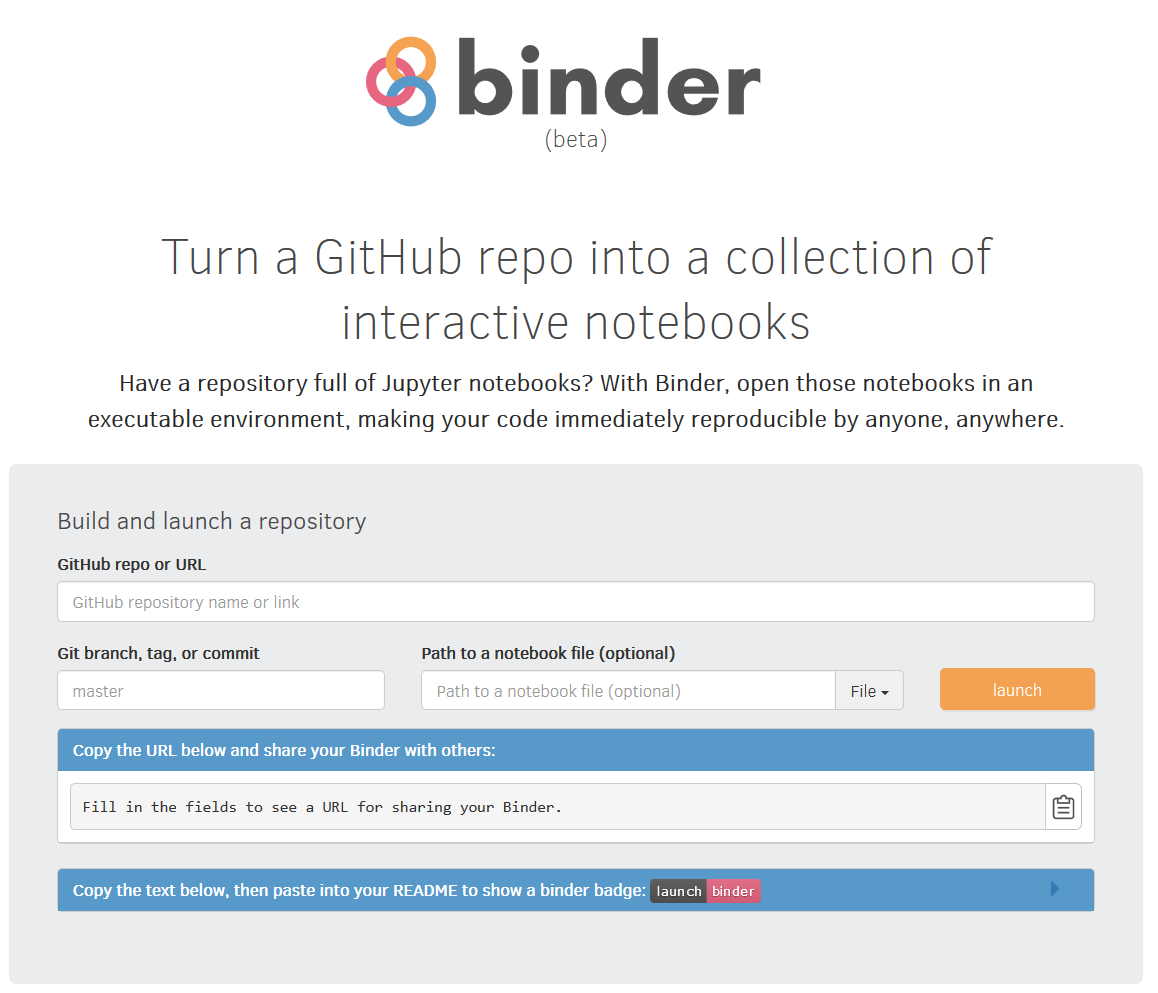 binder
(beta)
Turn a GitHub repo into a collection of
interactive notebooks
Have a repository full of Jupyter notebooks? With Binder, open those notebooks in an
executable environment, making your code immediately reproducible by anyone, anywhere.
Build and launch a repository
GitHub repo or URL
GitHub repository name or link
Git branch, tag, or commit
Path to a notebook file (optional)
master
Path to a notebook file (optional)
File
launch
Copy the URL below and share your Binder with others:
Fill in the fields to see a URL for sharing your Binder.
Copy the text below, then paste into your README to show a binder badge: launch binder